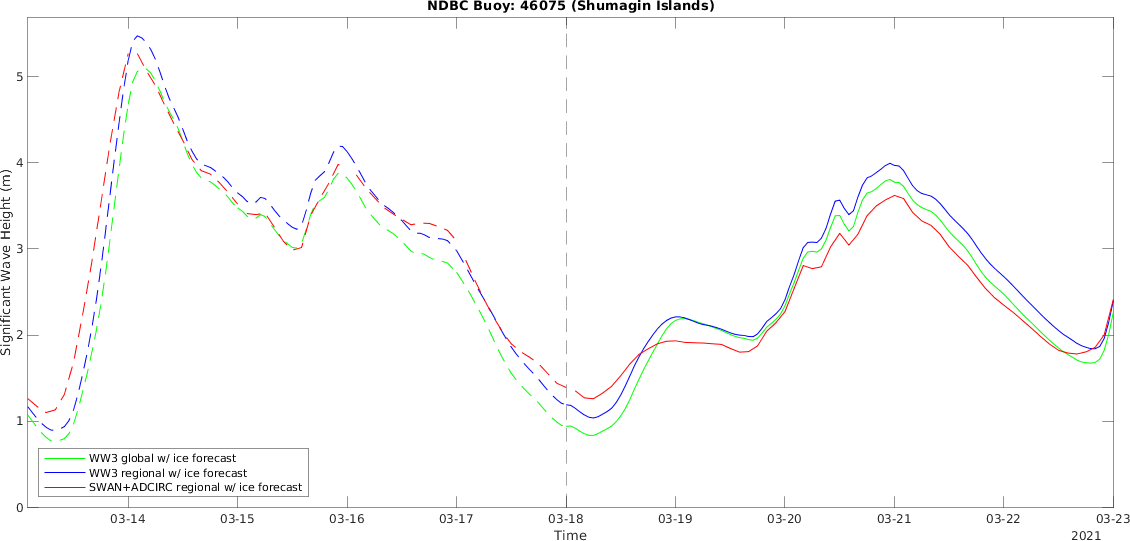 NDBC Buoy: 46075 (Shumagin Islands)
Significant Wave Height (m)
5
4
3
2
1
0
WW3 global w/ ice forecast
WW3 regional w/ ice forecast
SWAN+ADCIRC regional w/ ice forecast
03-14 03-15 03-16 03-17 03-18 03-19 03-20 03-21 03-22 03-23
Time
2021